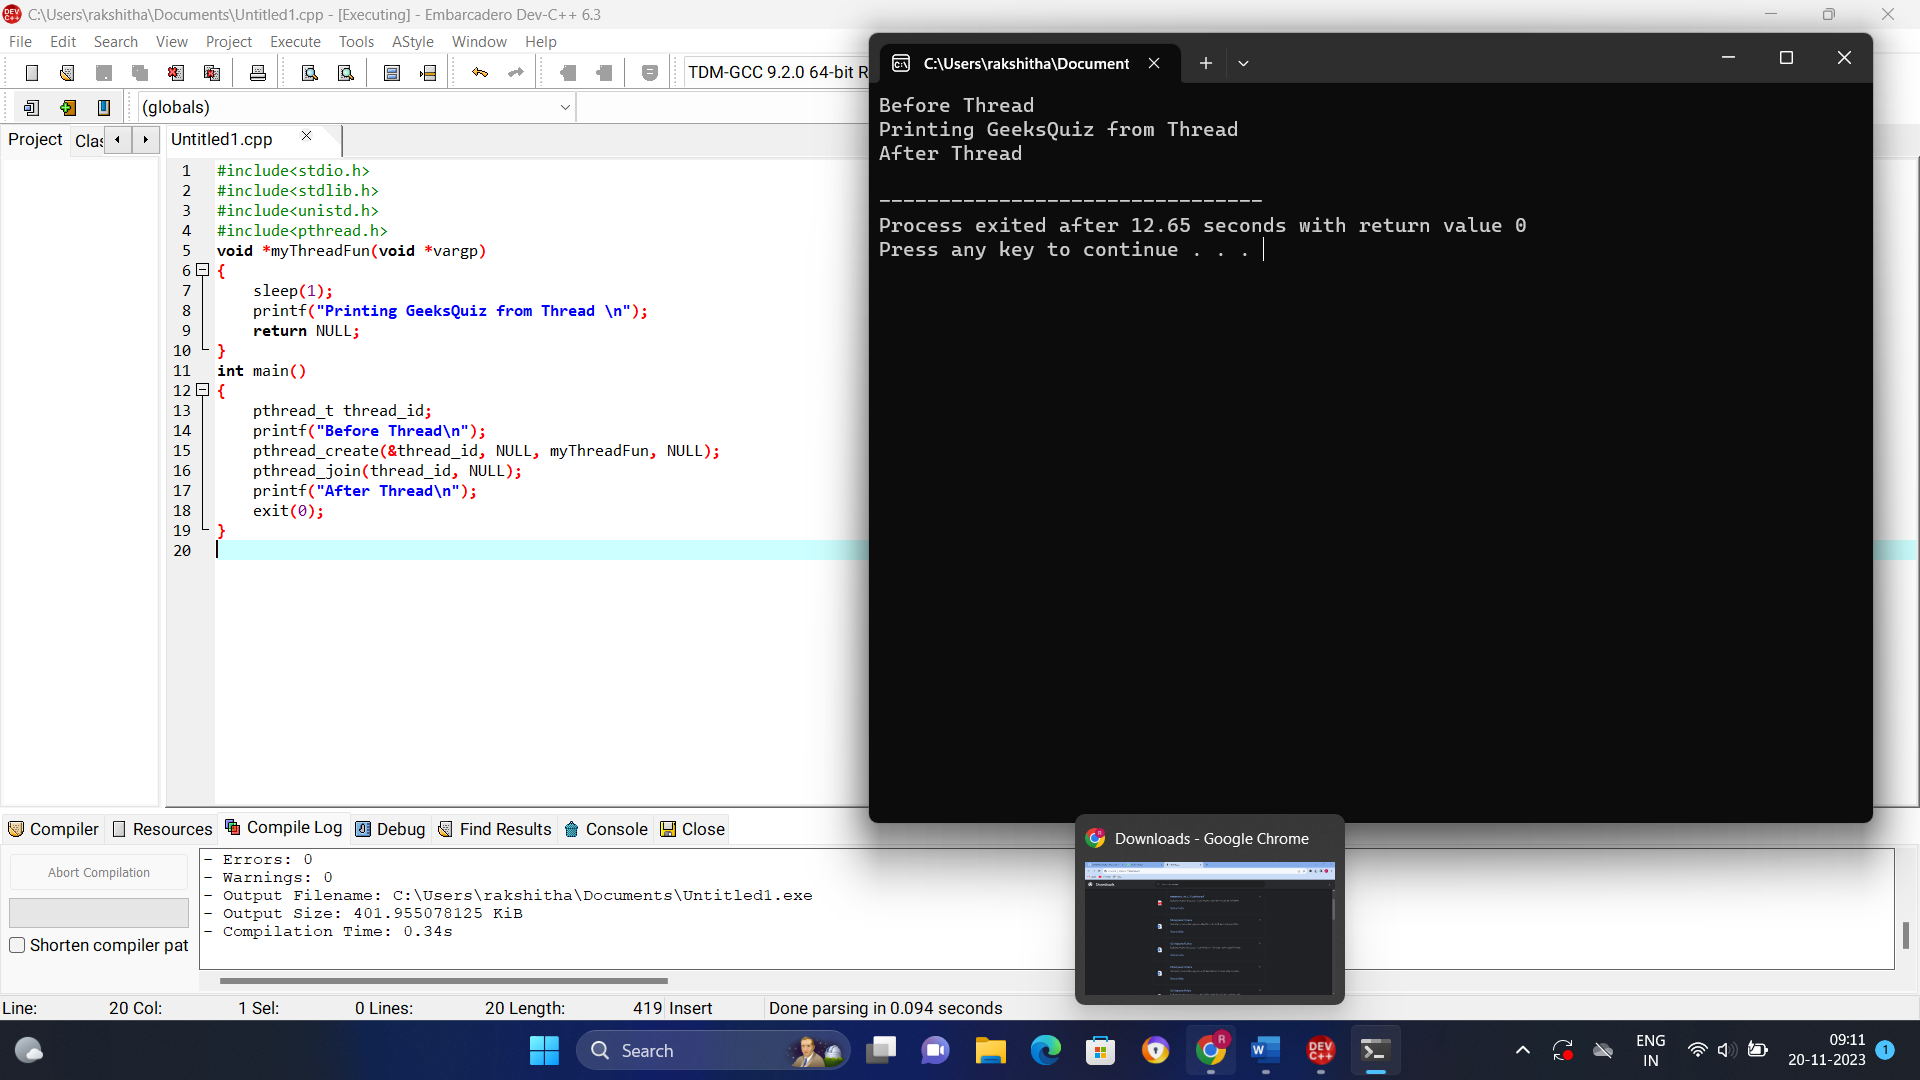 C:\Users\rakshitha\Documents\Untitled1.cpp - [Executing] - Embarcadero Dev-C++ 6.3
File Edit Search View Project Execute Tools AStyle Window Help
TDM-GCC 9.2.0 64-bit R
(globals)
Project Clas
Untitled1.cpp
1 #include<stdio.h>
2 #include<stdlib.h>
3 #include<unistd.h>
4 #include<pthread.h>
5 void *myThreadFun(void *vargp)
6 {
7 sleep(1);
8 printf("Printing GeeksQuiz from Thread \n");
9 return NULL;
10 }
11 int main()
12 {
13 pthread_t thread_id;
14 printf("Before Thread\n");
15 pthread_create(&thread_id, NULL, myThreadFun, NULL);
16 pthread_join(thread_id, NULL);
17 printf("After Thread\n");
18 exit(0);
19 }
20
C:\Users\rakshitha\Document
Before Thread
Printing GeeksQuiz from Thread
After Thread
--------------------------------
Process exited after 12.65 seconds with return value 0
Press any key to continue . . .
Compiler Resources Compile Log Debug Find Results Console Close
Abort Compilation
Shorten compiler pat
- Errors: 0
- Warnings: 0
- Output Filename: C:\Users\rakshitha\Documents\Untitled1.exe
- Output Size: 401.955078125 KiB
- Compilation Time: 0.34s
Downloads - Google Chrome
Downloads
Line: 20 Col: 1 Sel: 0 Lines: 20 Length: 419 Insert Done parsing in 0.094 seconds
Search
DEV C++
ENG
IN
09:11
20-11-2023
1